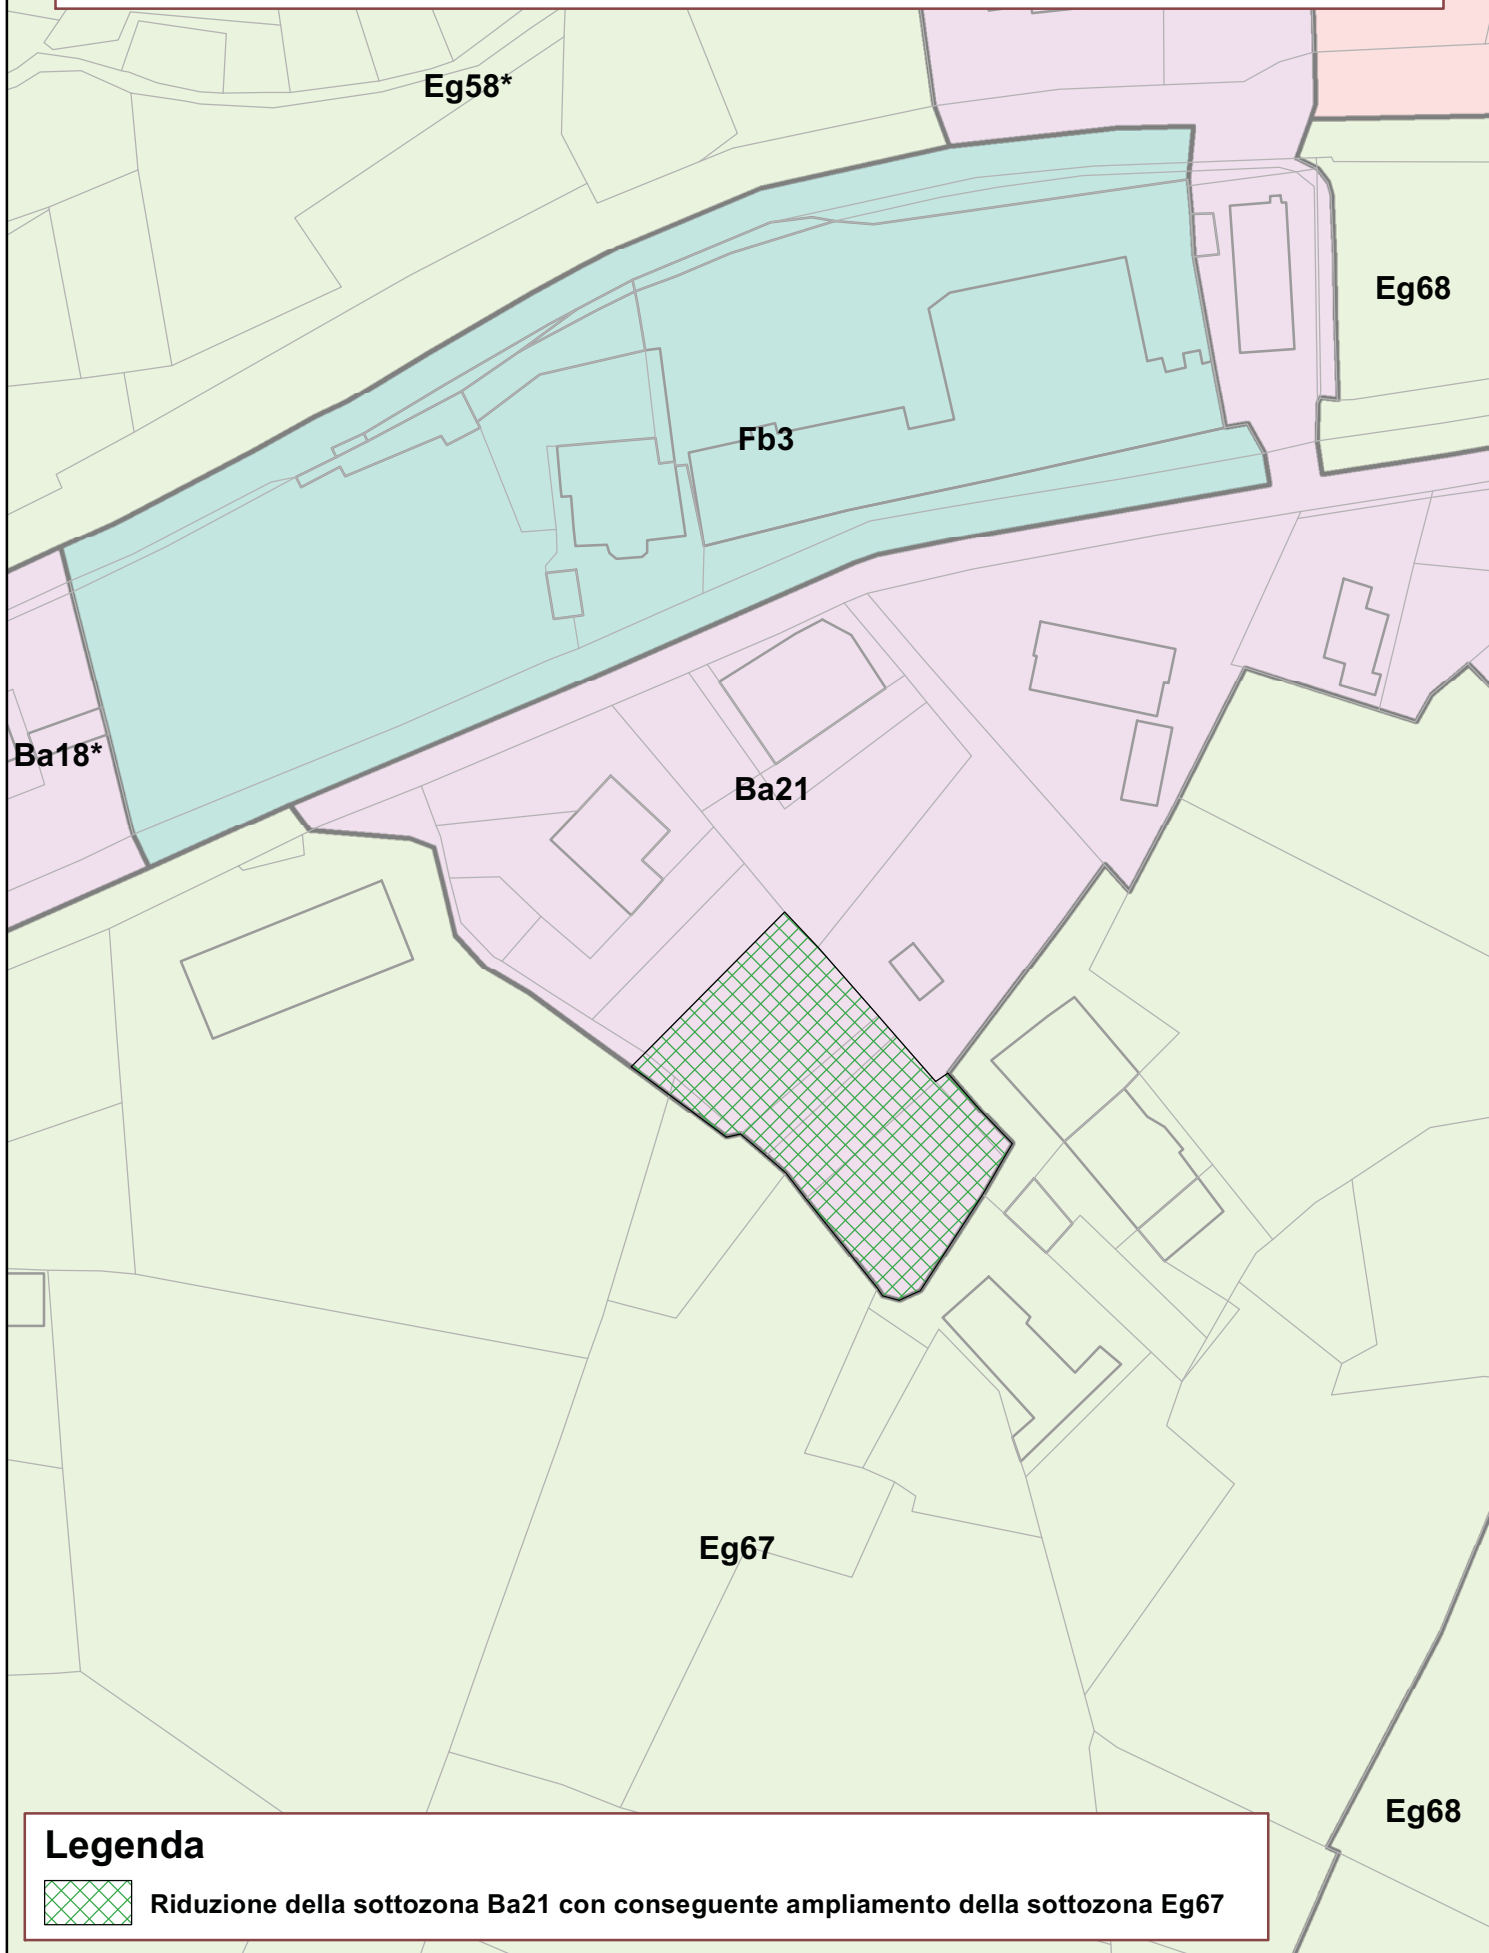 Eg58*
Eg68
Fb3
Ba18*
Ba21
Eg67
Eg68
Legenda
Riduzione della sottozona Ba21 con conseguente ampliamento della sottozona Eg67